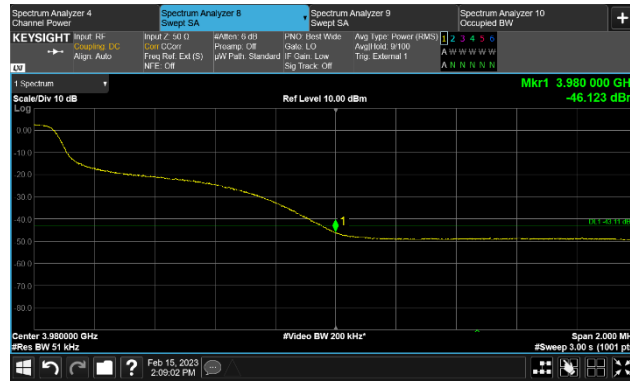 Spectrum Analyzer 4
Channel Power
Spectrum Analyzer 8
Swept SA
Spectrum Analyzer 9
Swept SA
Spectrum Analyzer 10
Occupied BW
+
KEYSIGHT
Input: RF
Coupling: DC
Align: Auto
Input Z: 50 Ω
Corr CCorr
Freq Ref: Ext (S)
NFE: Off
#Atten: 6 dB
Preamp: Off
µW Path: Standard
PNO: Best Wide
Gate: LO
IF Gain: Low
Sig Track: Off
Avg Type: Power (RMS)
Avg|Hold: 9/100
Trig: External 1
1 2 3 4 5 6
A W W W W W
A N N N N N
LXI
1 Spectrum
Scale/Div 10 dB
Ref Level 10.00 dBm
Mkr1 3.980 000 GH
-46.123 dBr
Log
0.00
-10.0
-20.0
-30.0
-40.0
-50.0
-60.0
-70.0
-80.0
1
DL1 -43.11 dB
Center 3.98000 GHz
#Res BW 51 kHz
#Video BW 200 kHz*
Span 2.000 MH
#Sweep 3.00 s (1001 pt
?
Feb 15, 2023
2:09:02 PM